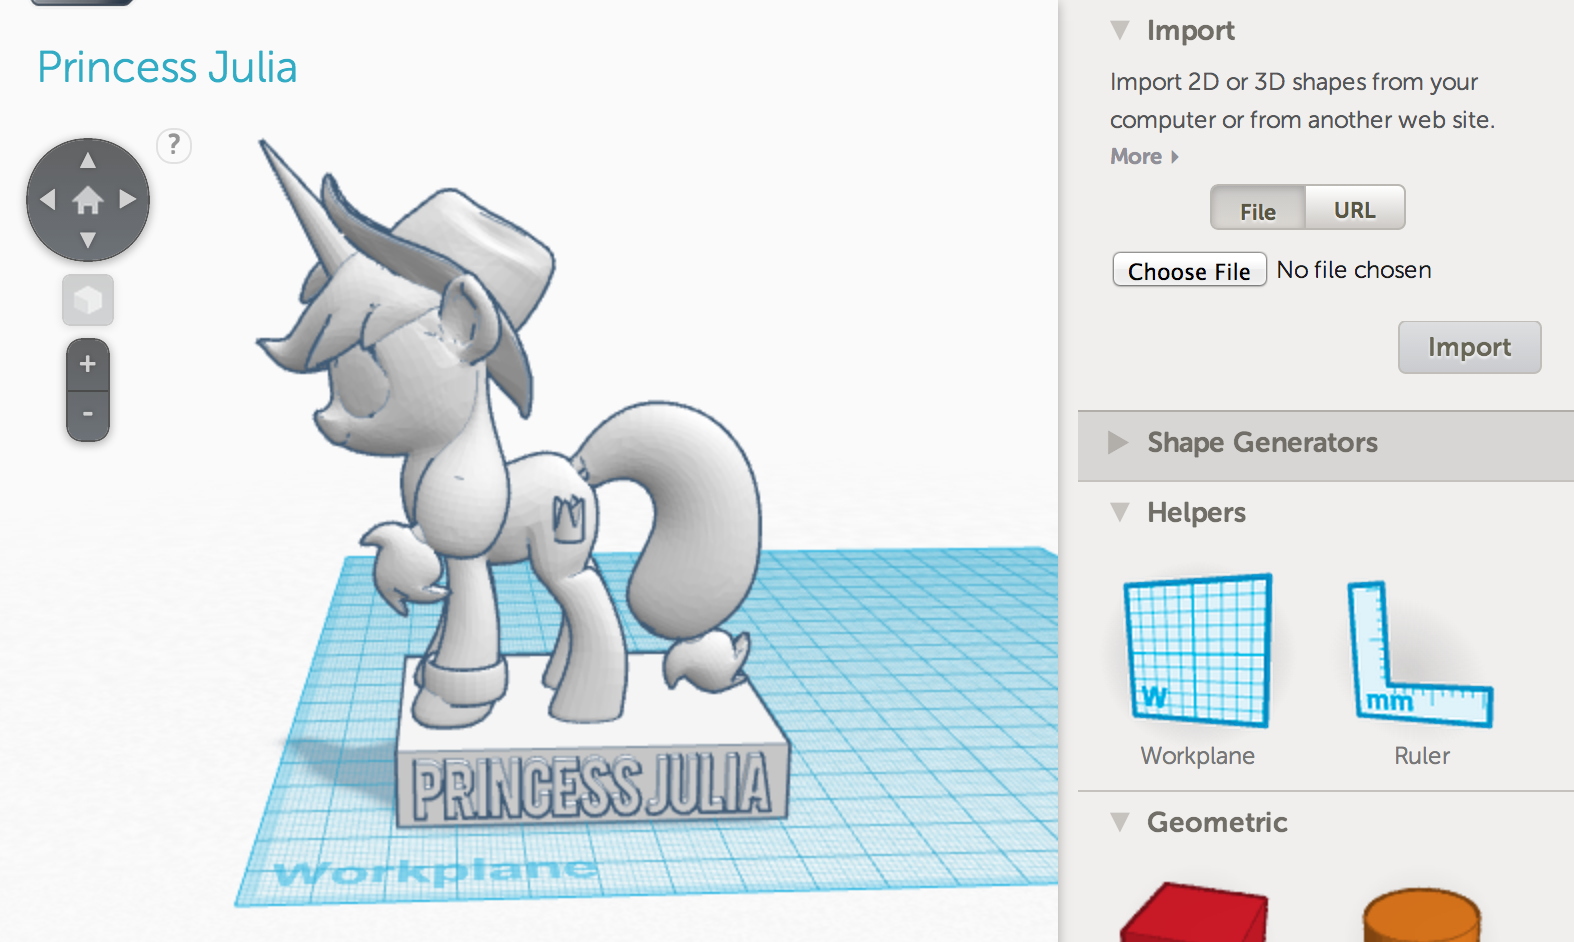 Princess Julia
?
+
-
PRINCESS JULIA
Workplane
Import
Import 2D or 3D shapes from your
computer or from another web site.
More
File URL
Choose File No file chosen
Import
Shape Generators
Helpers
W
mm
Workplane Ruler
Geometric